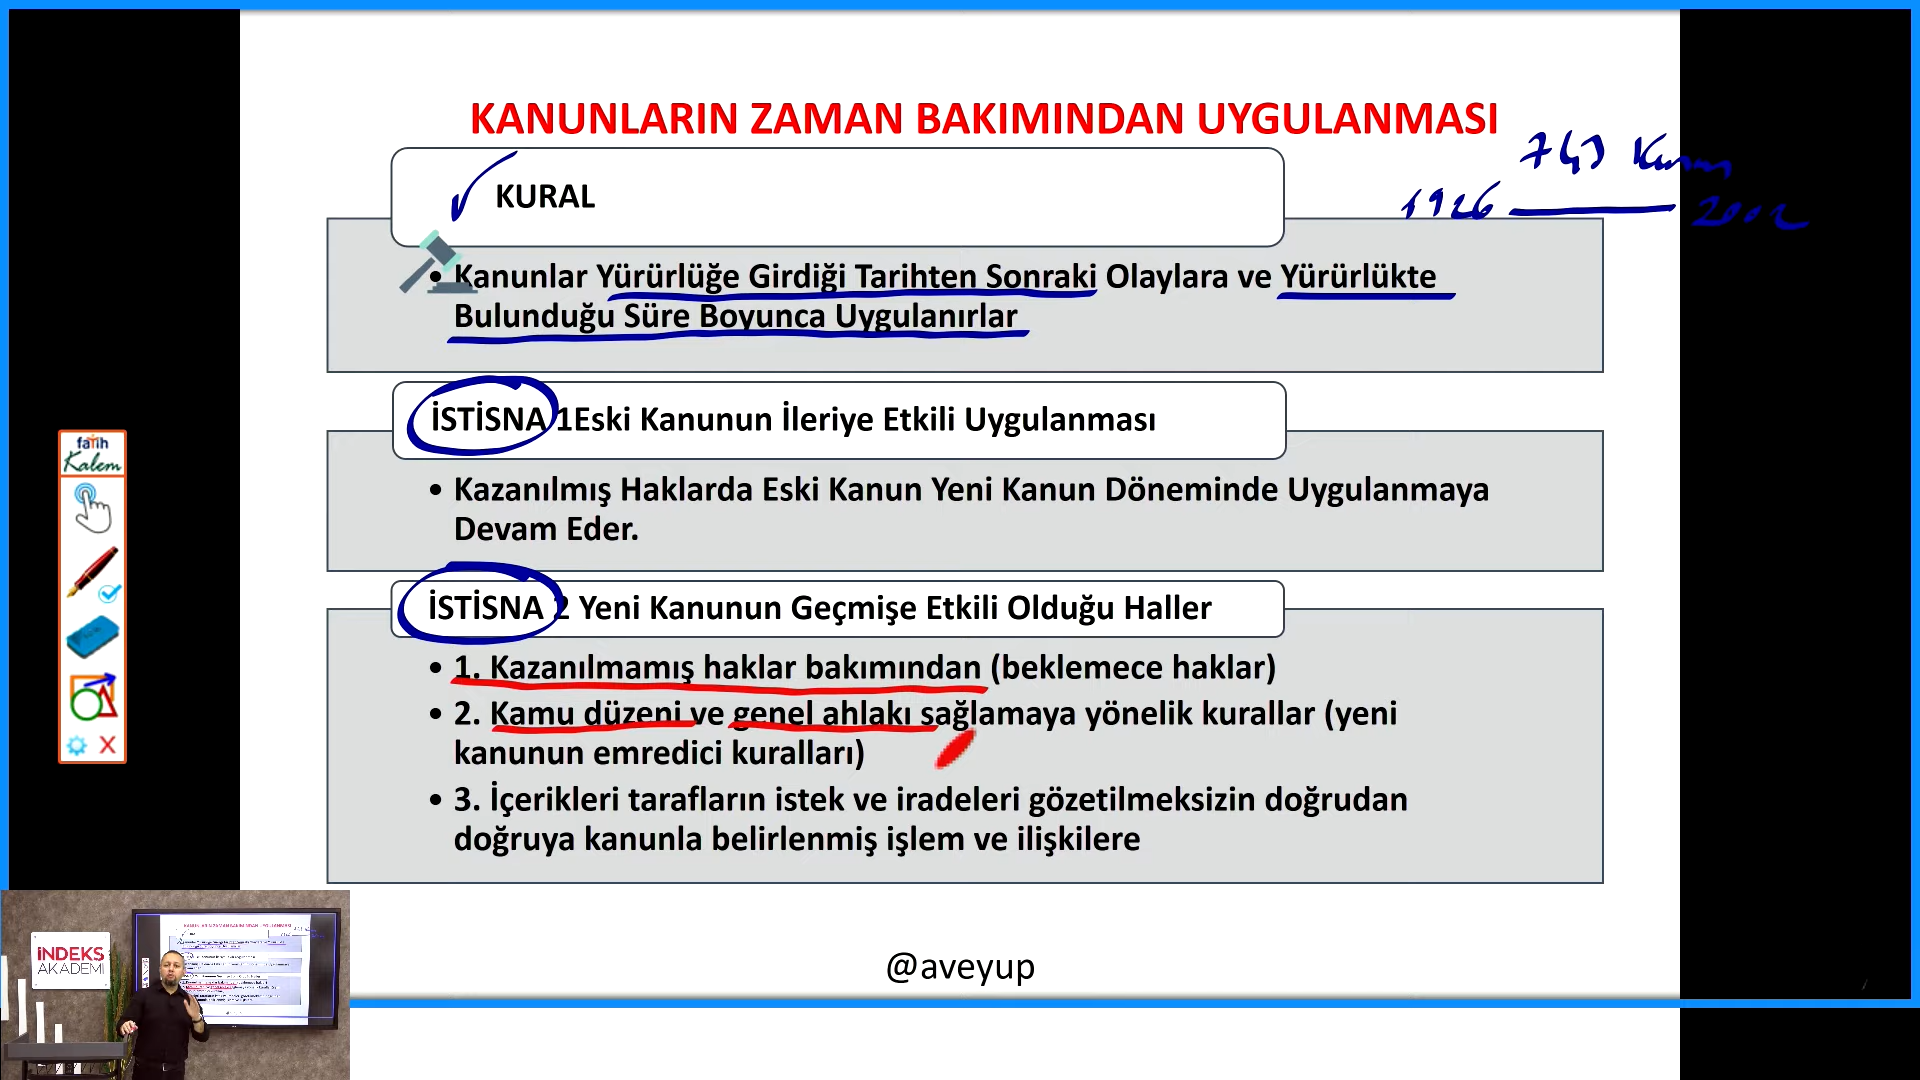 KANUNLARIN ZAMAN BAKIMINDAN UYGULANMASI
743
1926 2002
KURAL
• Kanunlar Yürürlüğe Girdiği Tarihten Sonraki Olaylara ve Yürürlükte
Bulunduğu Süre Boyunca Uygulanırlar
İSTİSNA 1Eski Kanunun İleriye Etkili Uygulanması
• Kazanılmış Haklarda Eski Kanun Yeni Kanun Döneminde Uygulanmaya
Devam Eder.
İSTİSNA 2 Yeni Kanunun Geçmişe Etkili Olduğu Haller
• 1. Kazanılmamış haklar bakımından (beklemece haklar)
• 2. Kamu düzeni ve genel ahlakı sağlamaya yönelik kurallar (yeni
kanunun emredici kuralları)
• 3. İçerikleri tarafların istek ve iradeleri gözetilmeksizin doğrudan
doğruya kanunla belirlenmiş işlem ve ilişkilere
@aveyup
fatih
Kalem
İNDEKS
AKADEMİ